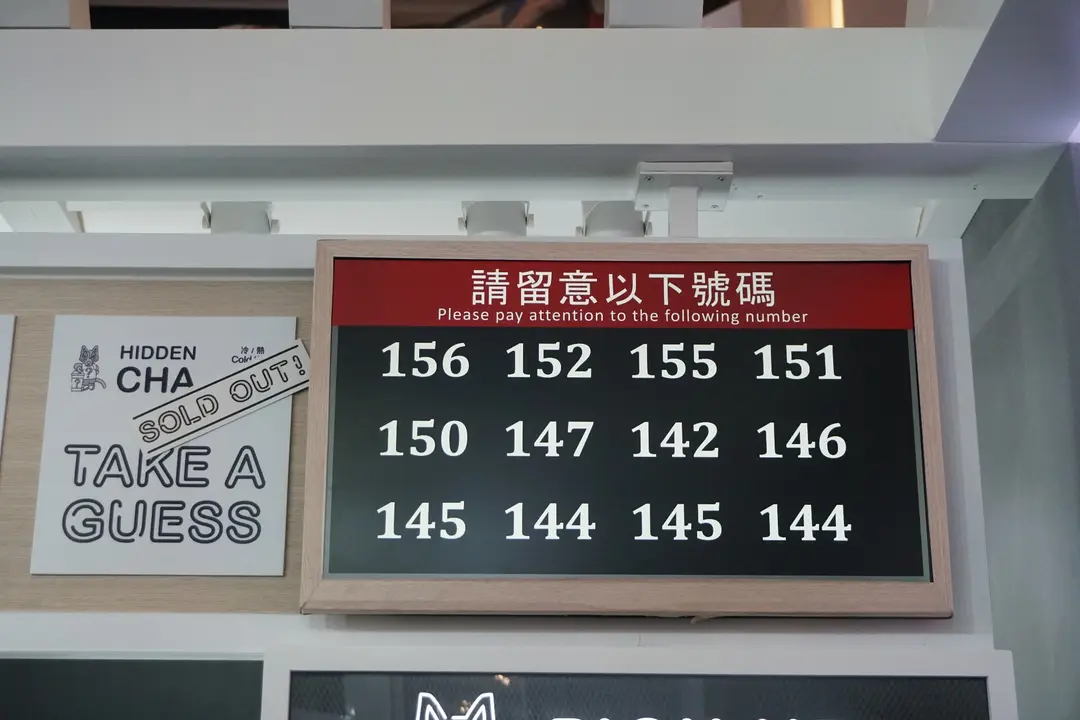 請留意以下號碼
Please pay attention to the following number
156 152 155 151
150 147 142 146
145 144 145 144
HIDDEN
CHA
冷/熱
SOLD OUT!
TAKE A
GUESS